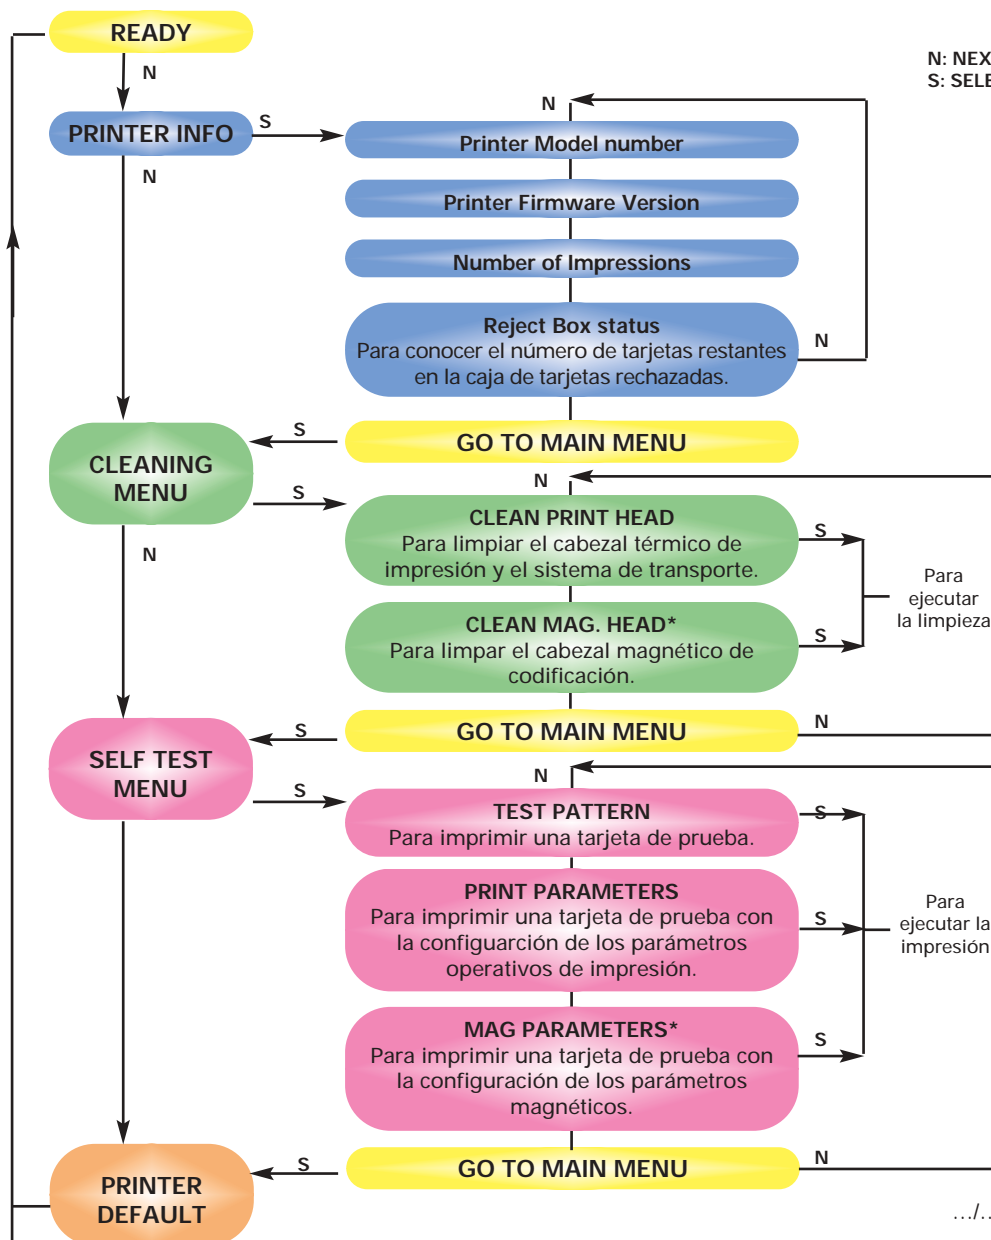 READY
N: NEX
S: SELE
N
N
PRINTER INFO
S
Printer Model number
N
Printer Firmware Version
Number of Impressions
Reject Box status
Para conocer el número de tarjetas restantes
en la caja de tarjetas rechazadas.
N
S
GO TO MAIN MENU
CLEANING
MENU
N
S
CLEAN PRINT HEAD
Para limpiar el cabezal térmico de
impresión y el sistema de transporte.
S
N
Para
ejecutar
la limpieza
CLEAN MAG. HEAD*
Para limpar el cabezal magnético de
codificación.
S
S
GO TO MAIN MENU
N
SELF TEST
MENU
N
S
TEST PATTERN
Para imprimir una tarjeta de prueba.
S
PRINT PARAMETERS
Para imprimir una tarjeta de prueba con
la configuarción de los parámetros
operativos de impresión.
S
Para
ejecutar la
impresión
MAG PARAMETERS*
Para imprimir una tarjeta de prueba con
la configuración de los parámetros
magnéticos.
S
S
GO TO MAIN MENU
N
PRINTER
DEFAULT
.../..